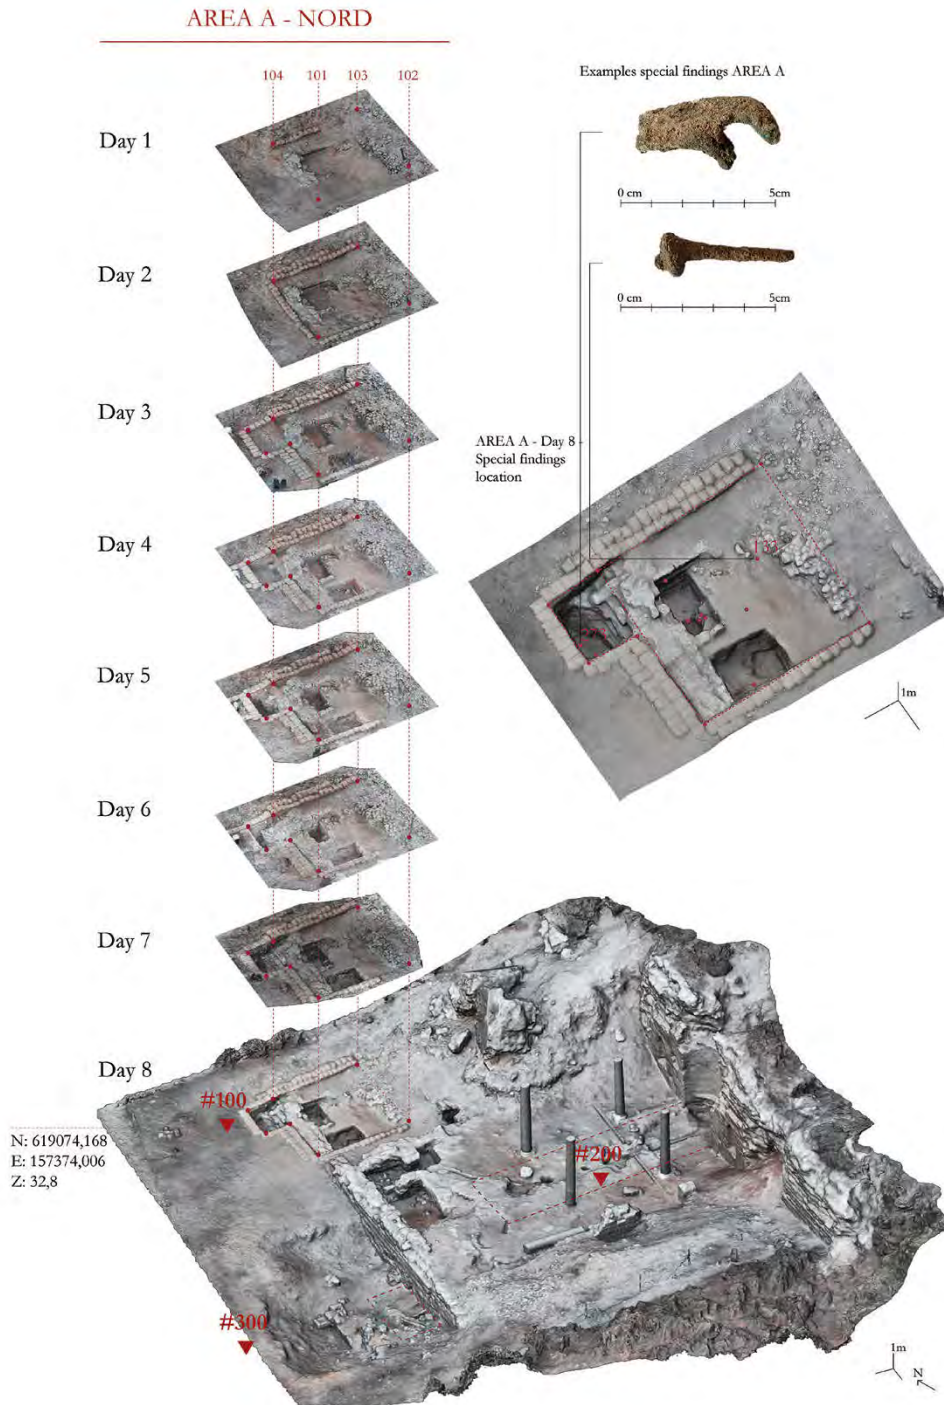 AREA A - NORD
104 101 103 102
Examples special findings AREA A
Day 1
0 cm 5cm
Day 2
0 cm 5cm
Day 3
AREA A - Day 8
Special findings
location
133
Day 4
Day 5
1m
Day 6
Day 7
Day 8
#100
N: 619074,168
E: 157374,006
Z: 32,8
#200
#300
1m
N